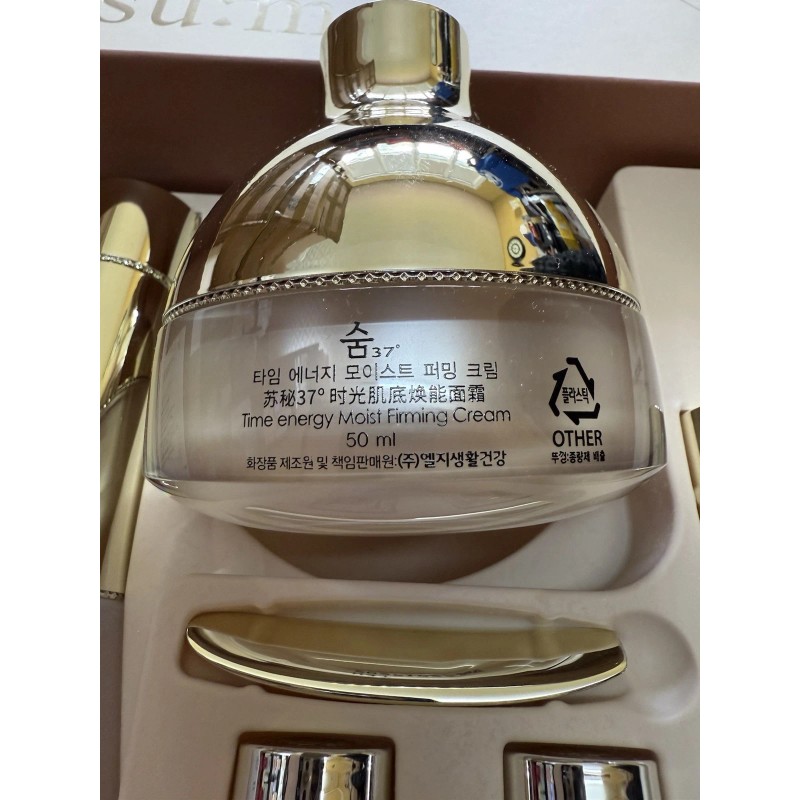 su:m
숨37°
타임 에너지 모이스트 퍼밍 크림
苏秘37° 时光肌底焕能面霜
Time energy Moist Firming Cream
50 ml
화장품 제조원 및 책임판매원:(주)엘지생활건강
플라스틱
OTHER
뚜껑:중량제 배출